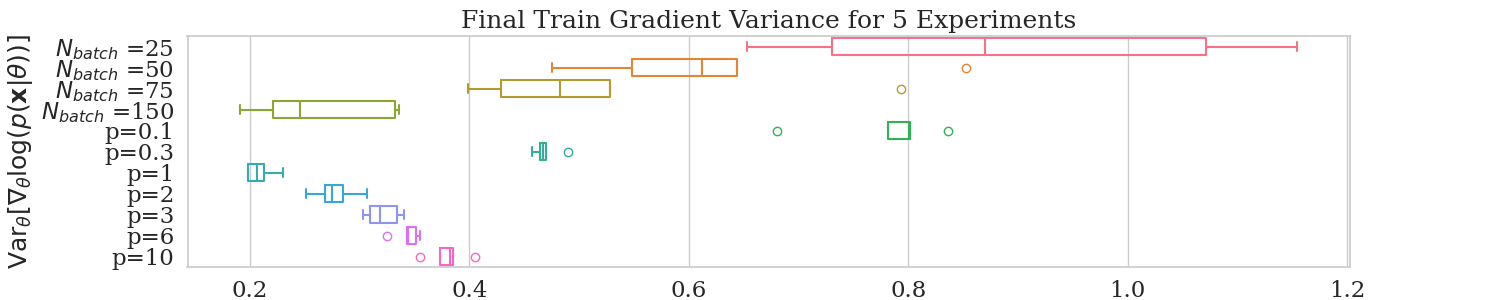 Final Train Gradient Variance for 5 Experiments
Var_θ[∇_θ log(p(x|θ))]
N_batch =25
N_batch =50
N_batch =75
N_batch =150
p=0.1
p=0.3
p=1
p=2
p=3
p=6
p=10
0.2 0.4 0.6 0.8 1.0 1.2